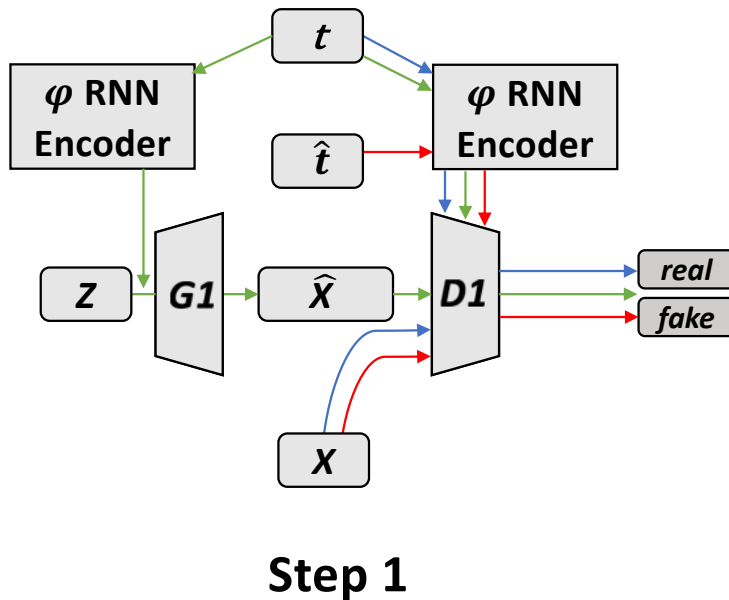 t
φ RNN
Encoder
φ RNN
Encoder
t̂
Z
G1
X̂
D1
real
fake
X
Step 1